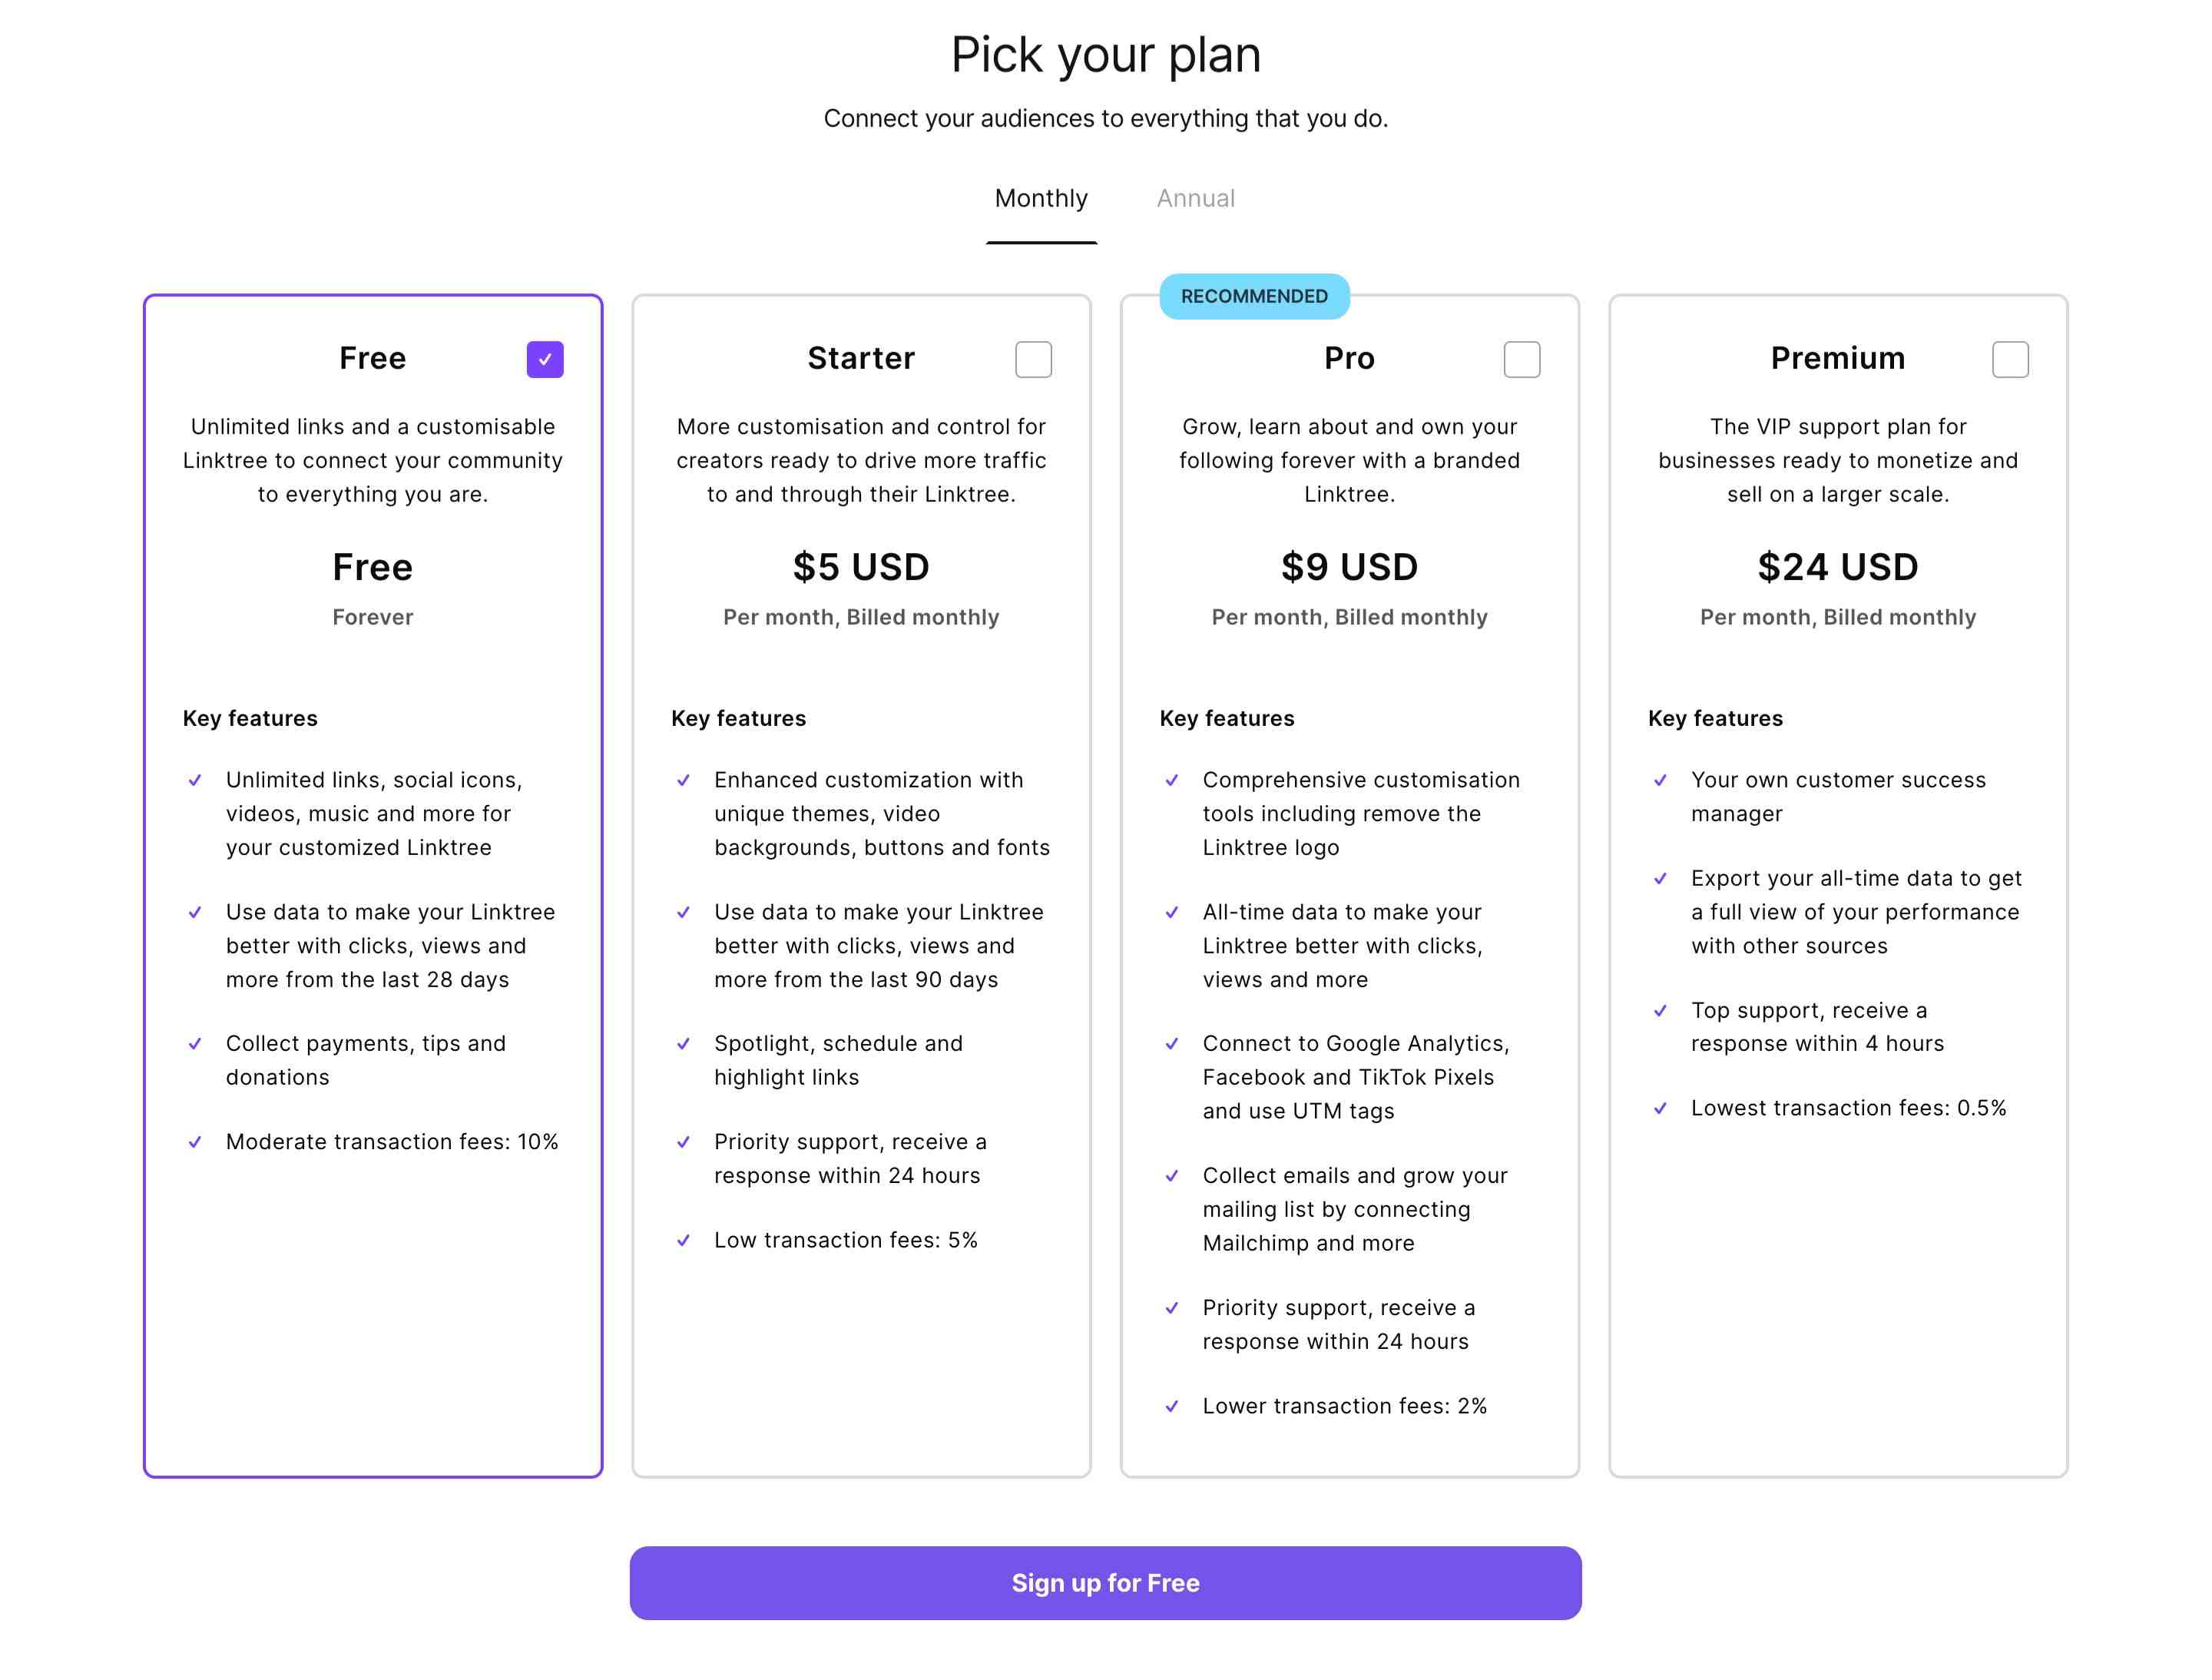 Pick your plan
Connect your audiences to everything that you do.
Monthly
Annual
Free
Unlimited links and a customisable
Linktree to connect your community
to everything you are.
Free
Forever
Key features
Unlimited links, social icons,
videos, music and more for
your customized Linktree
Use data to make your Linktree
better with clicks, views and
more from the last 28 days
Collect payments, tips and
donations
Moderate transaction fees: 10%
Starter
More customisation and control for
creators ready to drive more traffic
to and through their Linktree.
$5 USD
Per month, Billed monthly
Key features
Enhanced customization with
unique themes, video
backgrounds, buttons and fonts
Use data to make your Linktree
better with clicks, views and
more from the last 90 days
Spotlight, schedule and
highlight links
Priority support, receive a
response within 24 hours
Low transaction fees: 5%
RECOMMENDED
Pro
Grow, learn about and own your
following forever with a branded
Linktree.
$9 USD
Per month, Billed monthly
Key features
Comprehensive customisation
tools including remove the
Linktree logo
All-time data to make your
Linktree better with clicks,
views and more
Connect to Google Analytics,
Facebook and TikTok Pixels
and use UTM tags
Collect emails and grow your
mailing list by connecting
Mailchimp and more
Priority support, receive a
response within 24 hours
Lower transaction fees: 2%
Premium
The VIP support plan for
businesses ready to monetize and
sell on a larger scale.
$24 USD
Per month, Billed monthly
Key features
Your own customer success
manager
Export your all-time data to get
a full view of your performance
with other sources
Top support, receive a
response within 4 hours
Lowest transaction fees: 0.5%
Sign up for Free